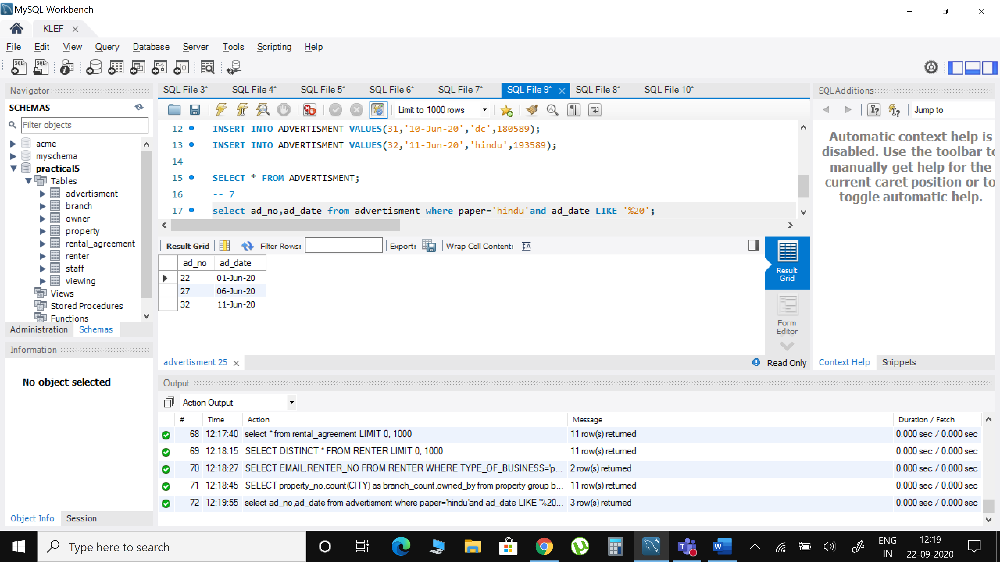 MySQL Workbench
KLEF
File Edit View Query Database Server Tools Scripting Help
Navigator
SCHEMAS
Filter objects
acme
myschema
practical5
Tables
advertisment
branch
owner
property
rental_agreement
renter
staff
viewing
Views
Stored Procedures
Functions
Administration Schemas
Information
No object selected
Object Info Session
SQL File 3* SQL File 4* SQL File 5* SQL File 6* SQL File 7* SQL File 9* SQL File 8* SQL File 10*
Limit to 1000 rows
12 INSERT INTO ADVERTISMENT VALUES(31,'10-Jun-20','dc',180589);
13 INSERT INTO ADVERTISMENT VALUES(32,'11-Jun-20','hindu',193589);
14
15 SELECT * FROM ADVERTISMENT;
16 -- 7
17 select ad_no,ad_date from advertisment where paper='hindu'and ad_date LIKE '%20';
Result Grid Filter Rows: Export: Wrap Cell Content:
ad_no ad_date
22 01-Jun-20
27 06-Jun-20
32 11-Jun-20
Result
Grid
Form
Editor
advertisment 25
Read Only
SQLAdditions
Jump to
Automatic context help is
disabled. Use the toolbar to
manually get help for the
current caret position or to
toggle automatic help.
Context Help Snippets
Output
Action Output
# Time Action Message Duration / Fetch
68 12:17:40 select * from rental_agreement LIMIT 0, 1000 11 row(s) returned 0.000 sec / 0.000 sec
69 12:18:15 SELECT DISTINCT * FROM RENTER LIMIT 0, 1000 11 row(s) returned 0.000 sec / 0.000 sec
70 12:18:27 SELECT EMAIL,RENTER_NO FROM RENTER WHERE TYPE_OF_BUSINESS='p... 2 row(s) returned 0.000 sec / 0.000 sec
71 12:18:45 SELECT property_no,count(CITY) as branch_count,owned_by from property group b... 11 row(s) returned 0.000 sec / 0.000 sec
72 12:19:55 select ad_no,ad_date from advertisment where paper='hindu'and ad_date LIKE '%20... 3 row(s) returned 0.000 sec / 0.000 sec
Type here to search
ENG
IN
12:19
22-09-2020